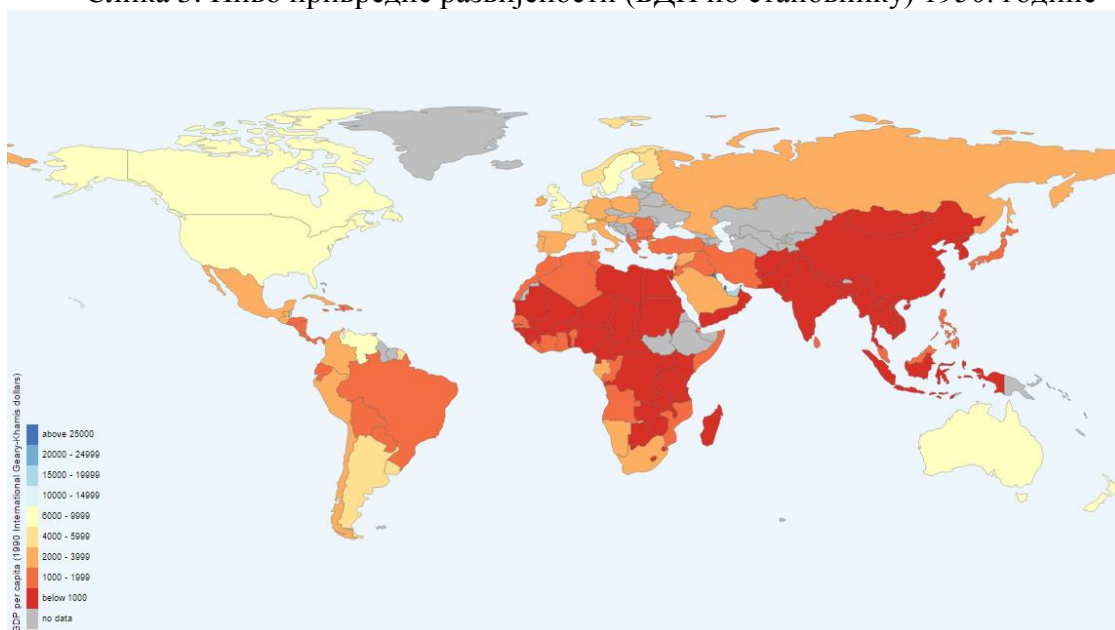 Слика Ниво привредне развијености (БДП по становнику) 1950. године
GDP per capita (1990 International Geary-Khamis dollars)
above 25000
20000 - 24999
15000 - 19999
10000 - 14999
6000 - 9999
4000 - 5999
2000 - 3999
1000 - 1999
below 1000
no data